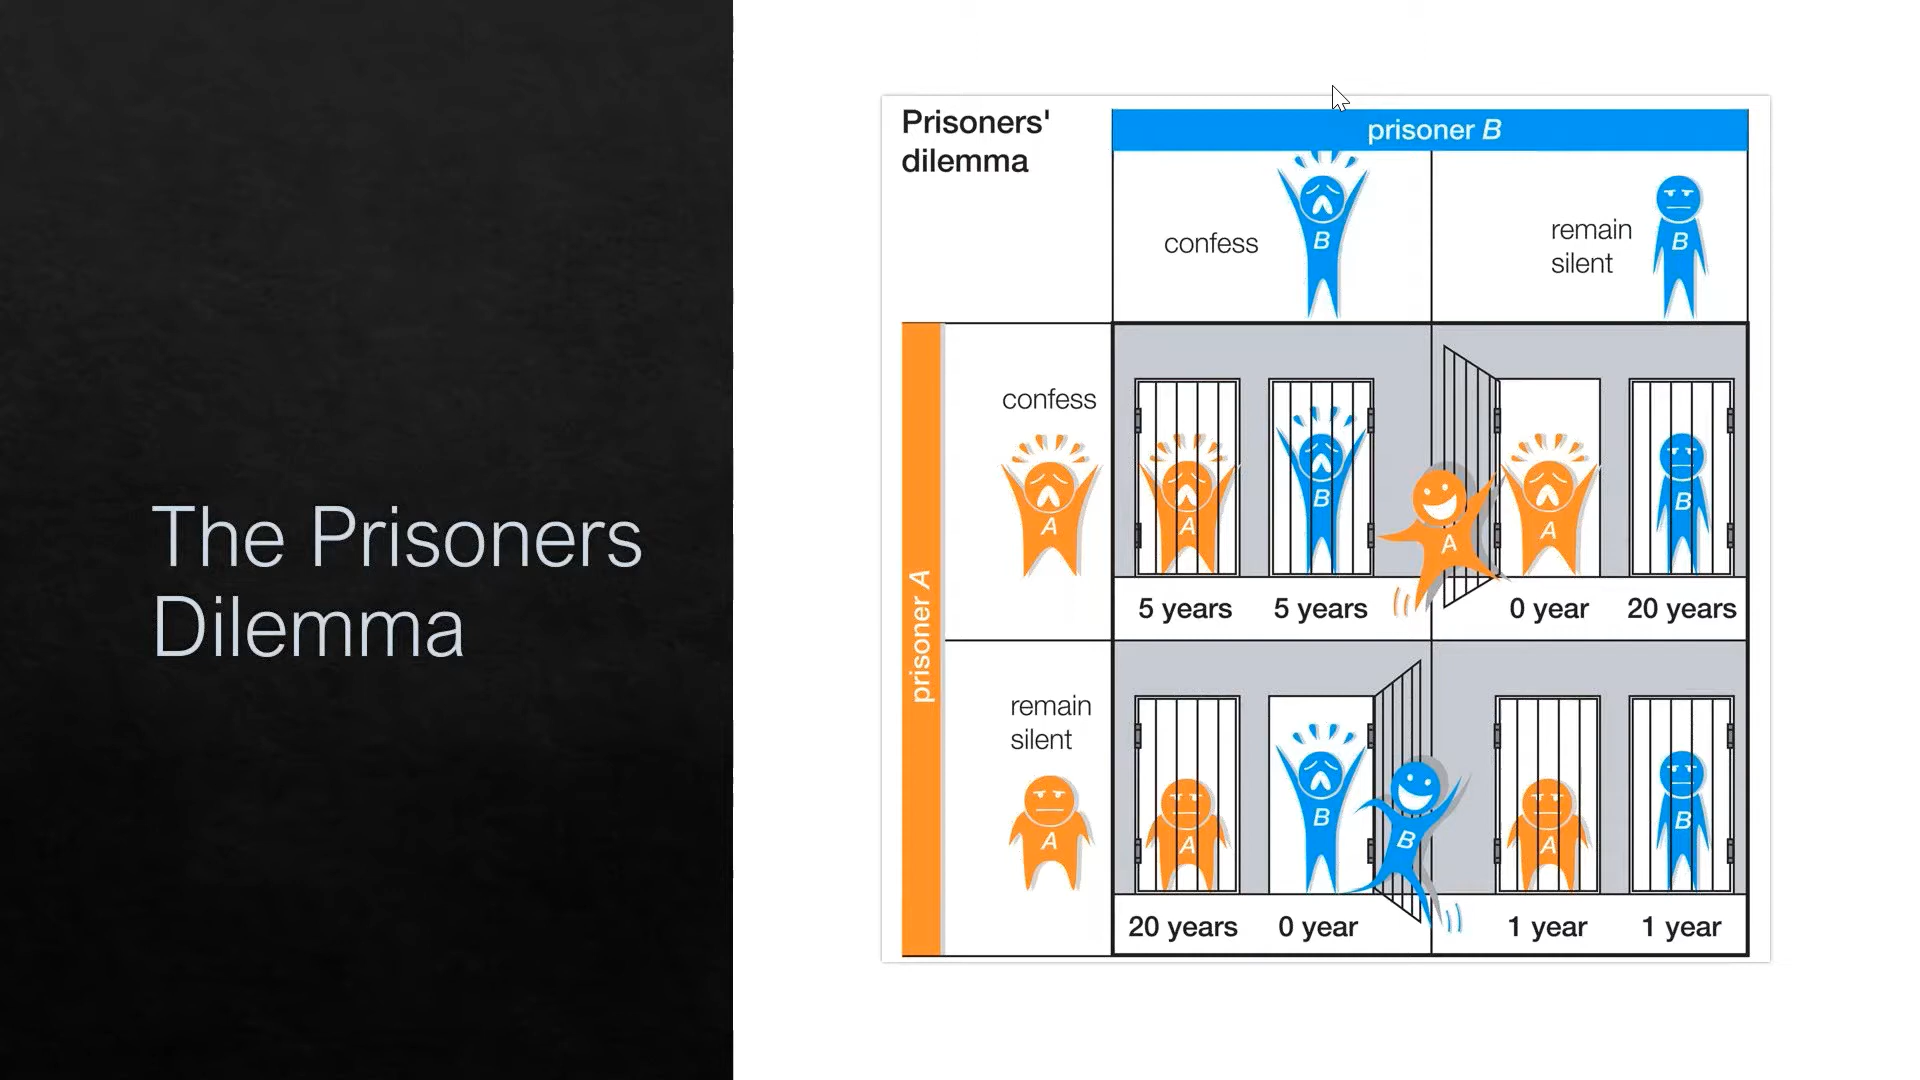 The Prisoners
Dilemma
Prisoners'
dilemma
prisoner B
confess
B
remain
silent
B
prisoner A
confess
A
A
B
A
A
B
5 years
5 years
0 year
20 years
remain
silent
A
A
B
B
A
B
20 years
0 year
1 year
1 year